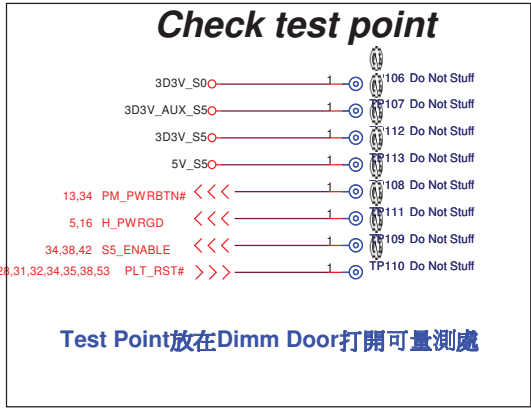 Check test point
3D3V_S0 1 TP106 Do Not Stuff
3D3V_AUX_S5 1 TP107 Do Not Stuff
3D3V_S5 1 TP112 Do Not Stuff
5V_S5 1 TP113 Do Not Stuff
13,34 PM_PWRBTN# 1 TP108 Do Not Stuff
5,16 H_PWRGD 1 TP111 Do Not Stuff
34,38,42 S5_ENABLE 1 TP109 Do Not Stuff
28,31,32,34,35,38,53 PLT_RST# 1 TP110 Do Not Stuff
Test Point放在Dimm Door打開可量測處